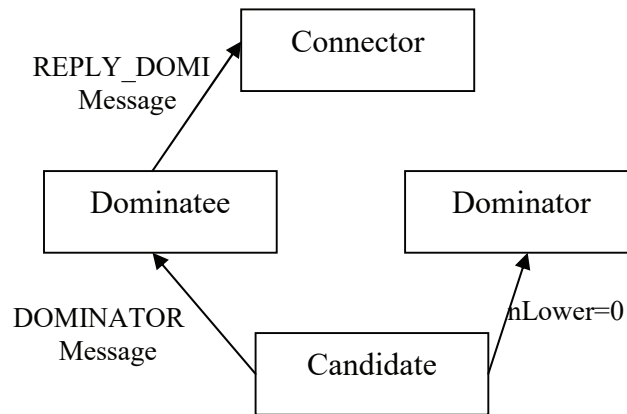 Connector
REPLY_DOMI
Message
Dominatee
Dominator
DOMINATOR
Message
nLower=0
Candidate